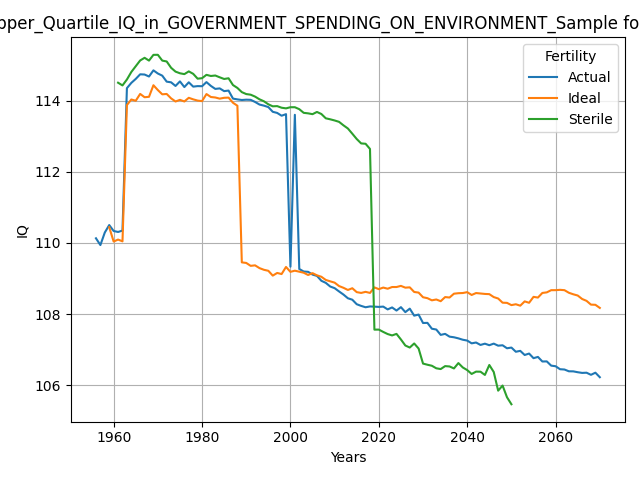 pper_Quartile_IQ_in_GOVERNMENT_SPENDING_ON_ENVIRONMENT_Sample fo
Fertility
Actual
Ideal
Sterile
IQ
114
112
110
108
106
1960 1980 2000 2020 2040 2060
Years